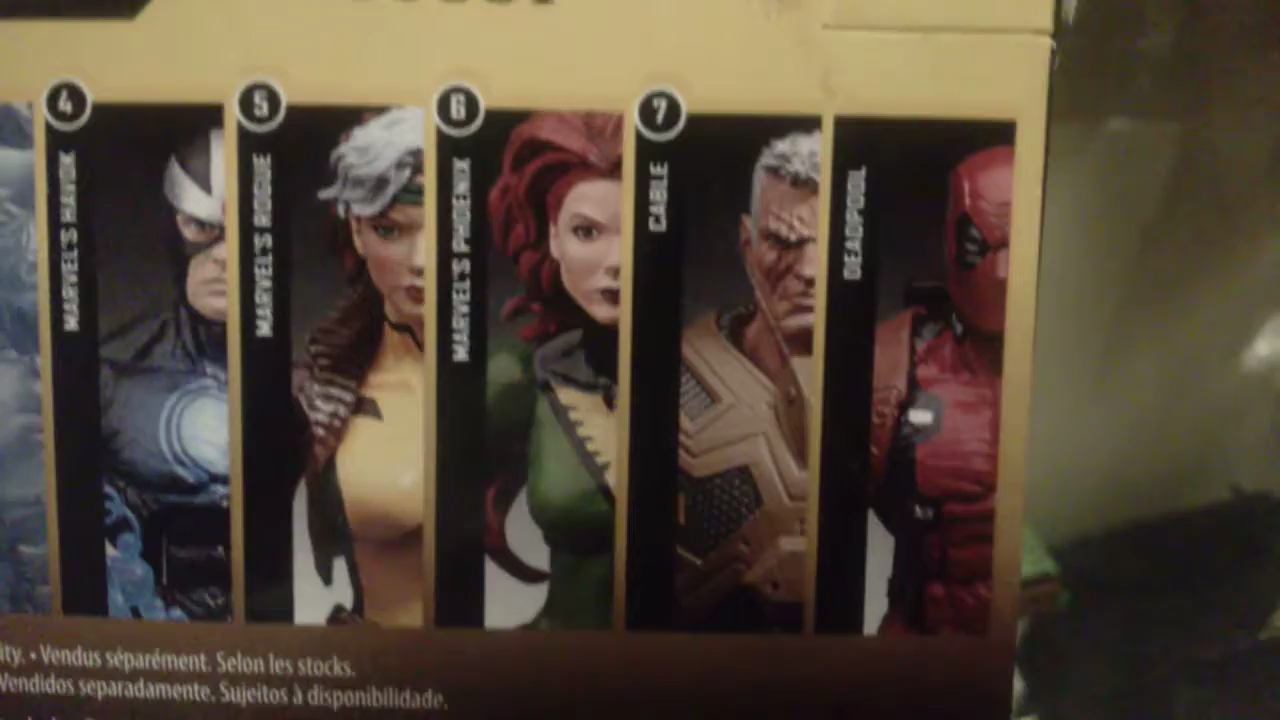 4
MARVEL'S HAVOK
5
MARVEL'S ROGUE
6
MARVEL'S PHOENIX
7
CABLE
DEADPOOL
ity. • Vendus séparément. Selon les stocks.
Vendidos separadamente. Sujeitos à disponibilidade.